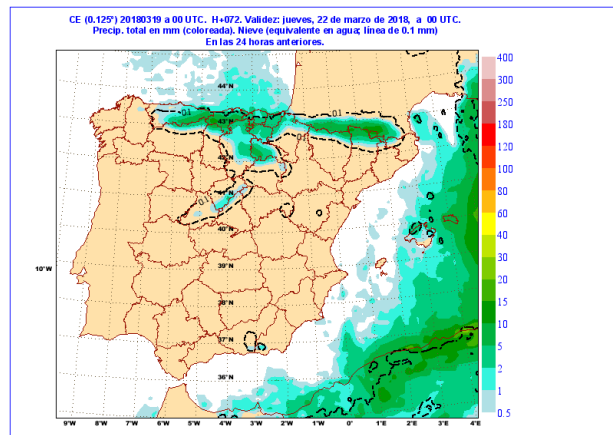 CE (0.125°) 20180319 a 00 UTC. H+072. Validez: jueves, 22 de marzo de 2018, a 00 UTC.
Precip. total en mm (coloreada). Nieve (equivalente en agua; línea de 0.1 mm)
En las 24 horas anteriores.
400
300
250
180
120
100
80
60
40
30
20
15
10
5
2
1
0.5
44°N
43°N
42°N
41°N
40°N
39°N
38°N
37°N
36°N
0.1
0.1
10°W
9°W
8°W
7°W
6°W
5°W
4°W
3°W
2°W
1°W
0°
1°E
2°E
3°E
4°E